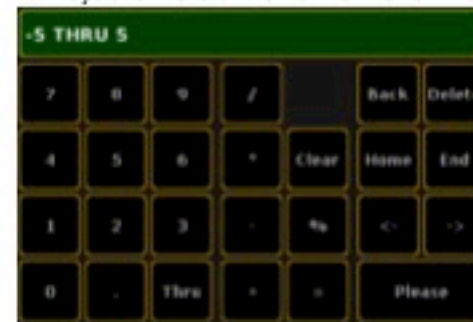 -5 THRU 5
7 8 9 / Back Delet
4 5 6 * Clear Home End
1 2 3 - % <- ->
0 . Thru + = Please